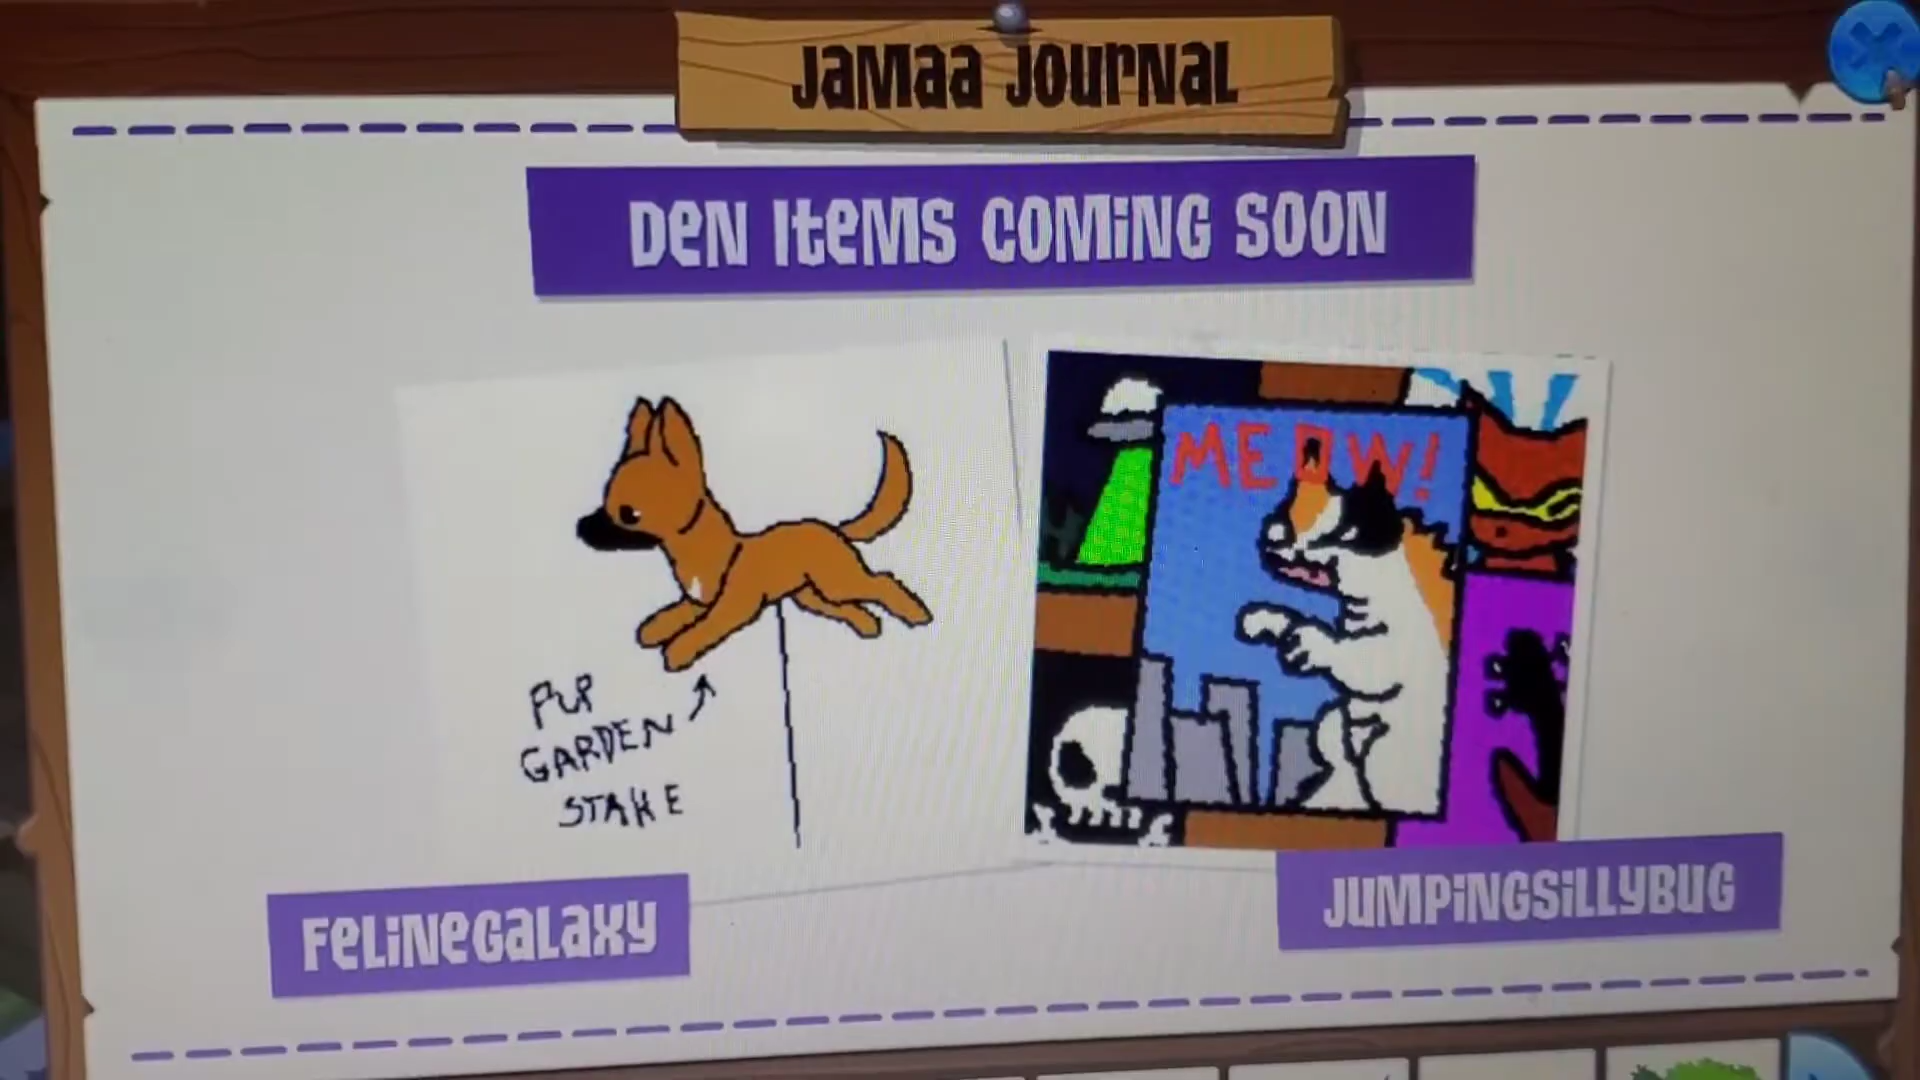 Jamaa Journal
Den Items Coming Soon
MEOW!
PUP
GARDEN
STAKE
FelineGalaxy
JumpingSillyBug